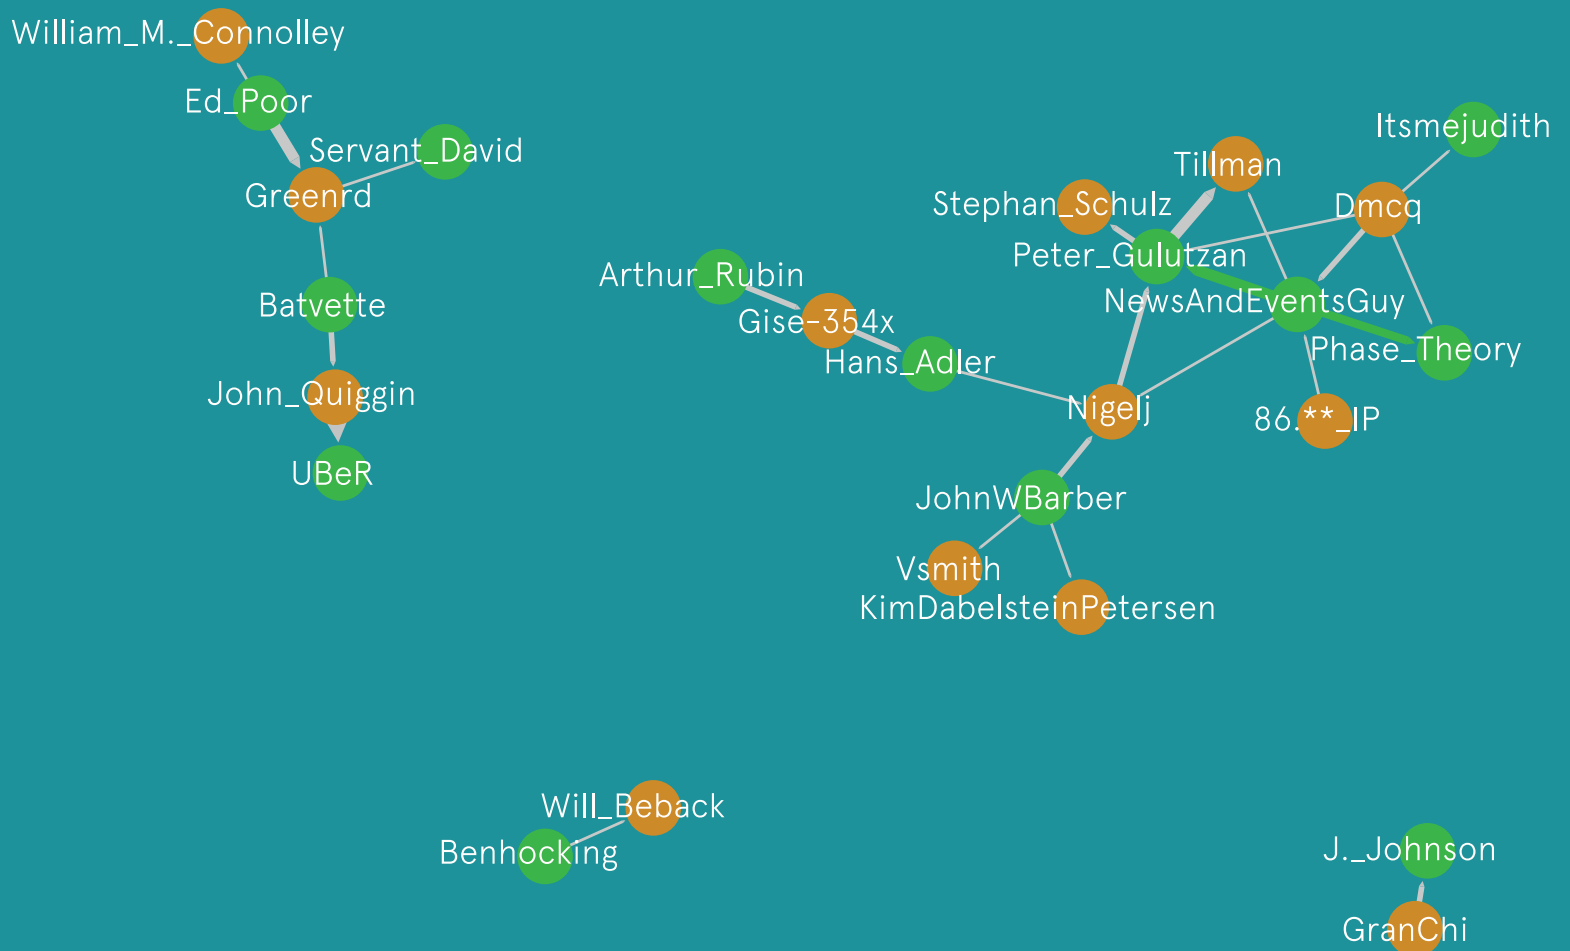 William_M._Connolley
Ed_Poor
Servant_David
Greenrd
Batvette
John_Quiggin
UBeR
Itsmejudith
Tillman
Stephan_Schulz
Dmcq
Peter_Gulutzan
Arthur_Rubin
NewsAndEventsGuy
Gise-354x
Phase_Theory
Hans_Adler
Nigelj
86.**_IP
JohnWBarber
Vsmith
KimDabelsteinPetersen
Will_Beback
Benhocking
J._Johnson
GranChi